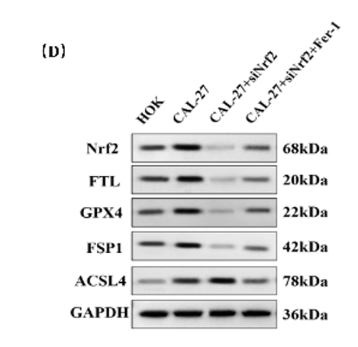 (D)
HOK
CAL-27
CAL-27+siNrf2
CAL-27+siNrf2+Fer-1
Nrf2 68kDa
FTL 20kDa
GPX4 22kDa
FSP1 42kDa
ACSL4 78kDa
GAPDH 36kDa